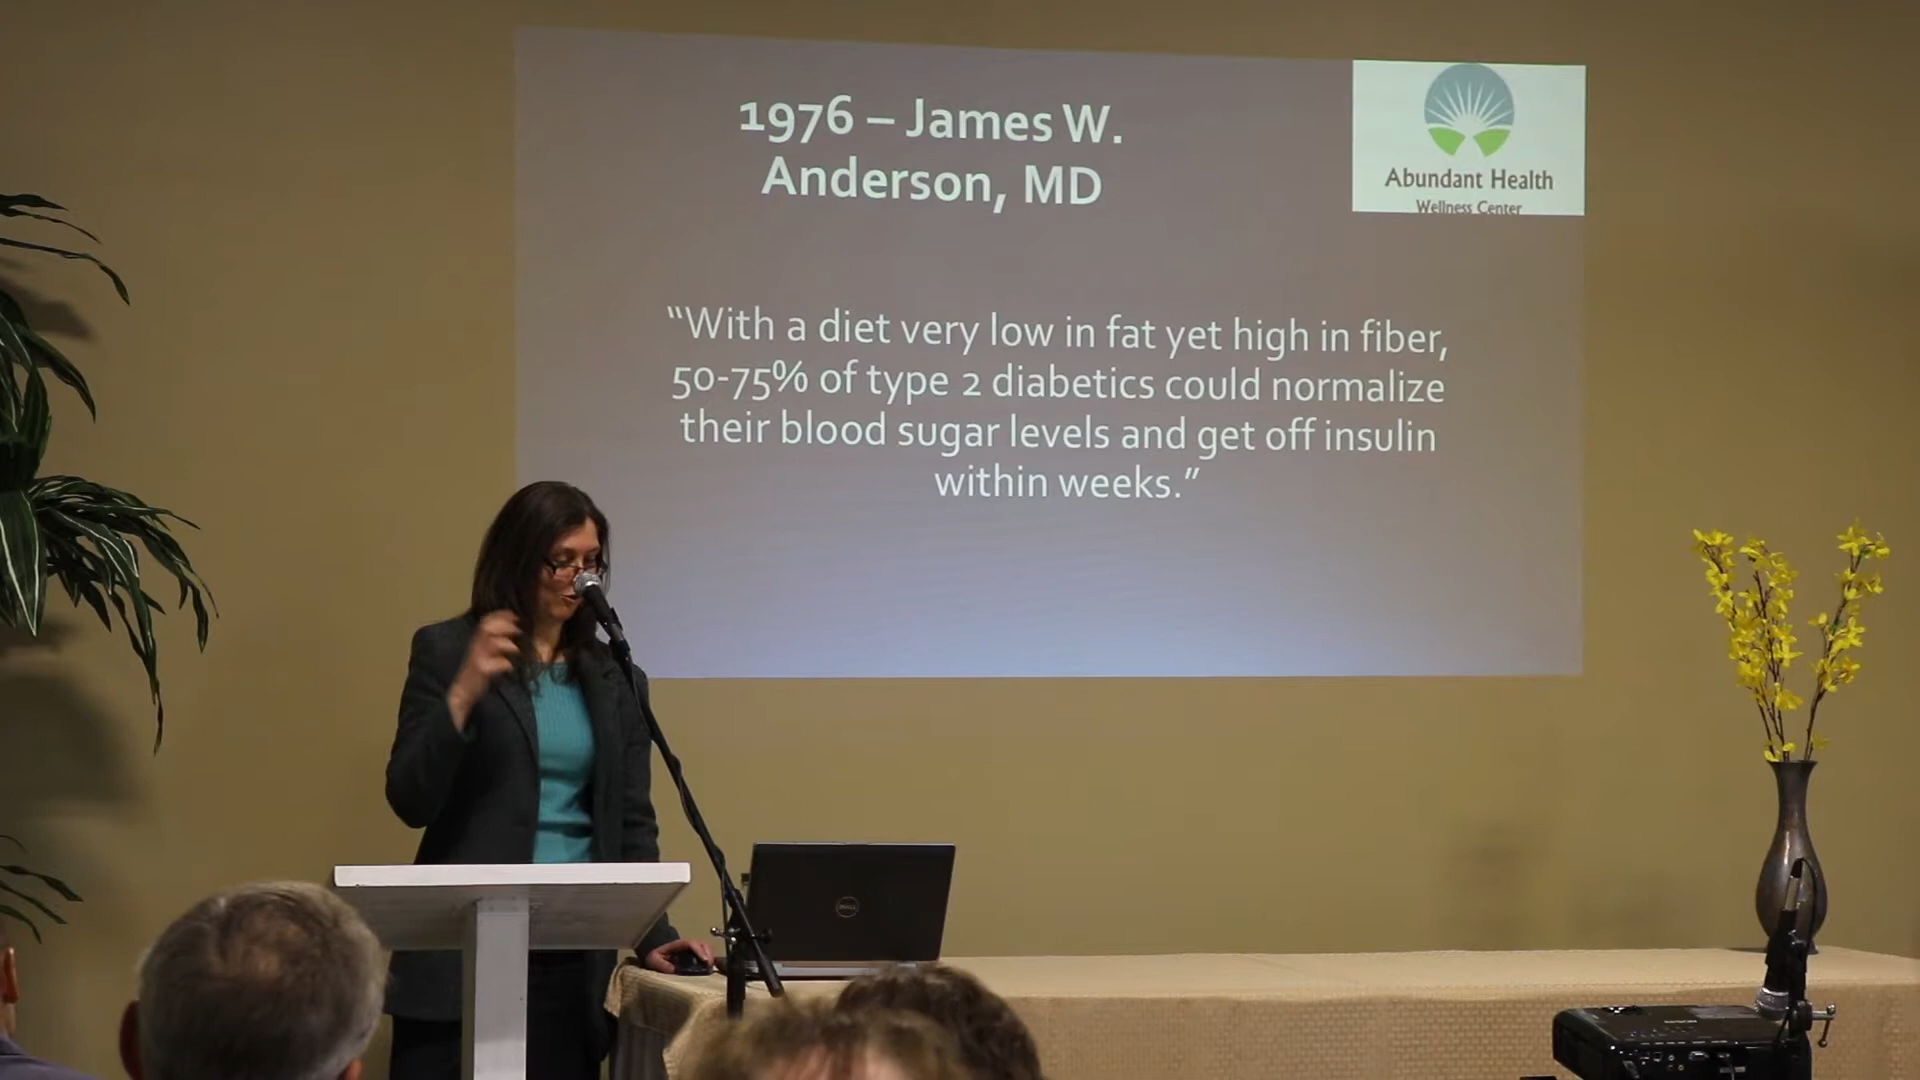 1976 – James W.
Anderson, MD
Abundant Health
Wellness Center
“With a diet very low in fat yet high in fiber,
50-75% of type 2 diabetics could normalize
their blood sugar levels and get off insulin
within weeks.”
DELL
EPSON